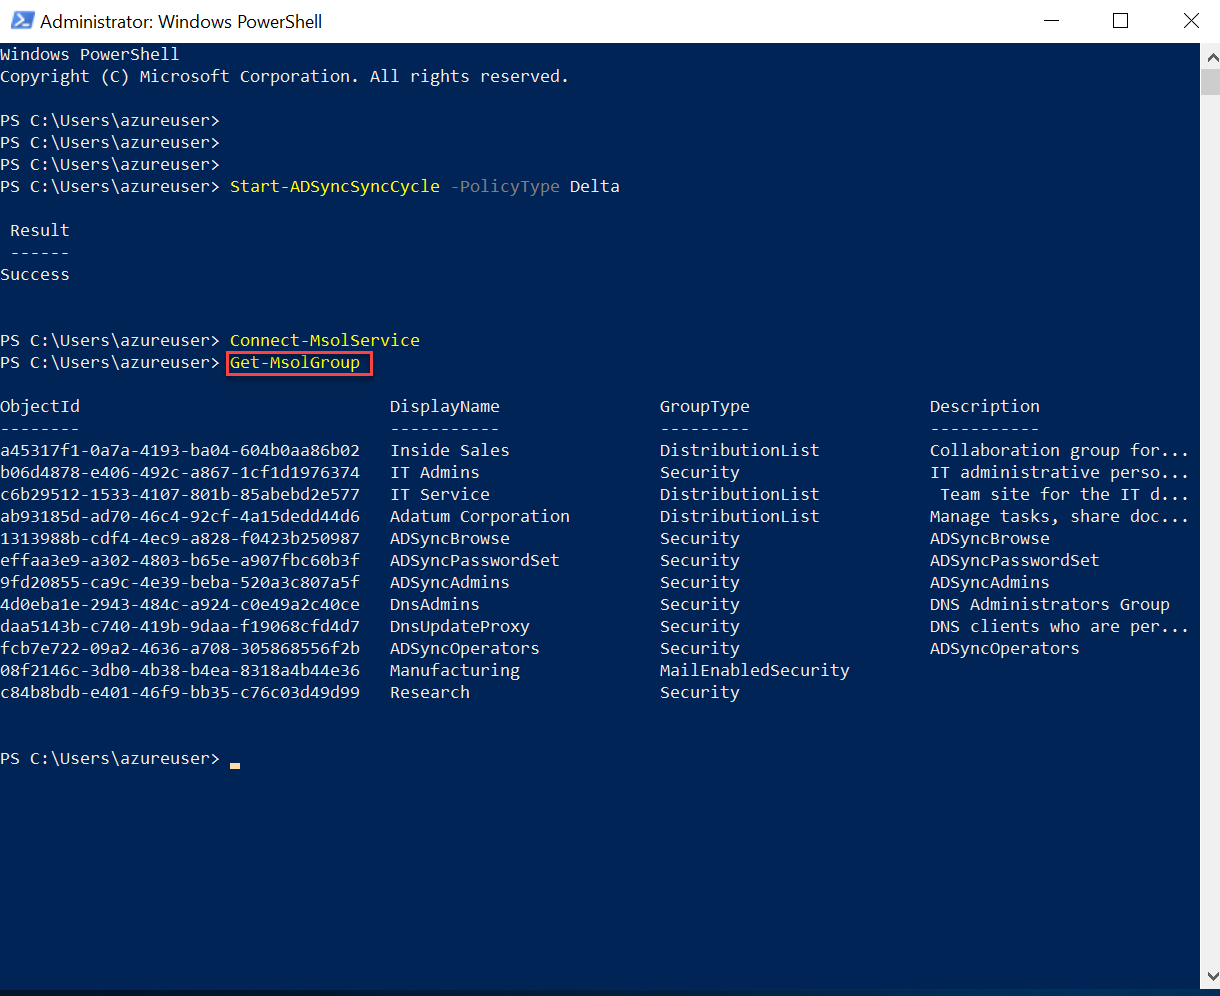 Administrator: Windows PowerShell
Windows PowerShell
Copyright (C) Microsoft Corporation. All rights reserved.
PS C:\Users\azureuser>
PS C:\Users\azureuser>
PS C:\Users\azureuser>
PS C:\Users\azureuser> Start-ADSyncSyncCycle -PolicyType Delta
Result
------
Success
PS C:\Users\azureuser> Connect-MsolService
PS C:\Users\azureuser> Get-MsolGroup
ObjectId DisplayName GroupType Description
-------- ----------- --------- -----------
a45317f1-0a7a-4193-ba04-604b0aa86b02 Inside Sales DistributionList Collaboration group for...
b06d4878-e406-492c-a867-1cf1d1976374 IT Admins Security IT administrative perso...
c6b29512-1533-4107-801b-85abebd2e577 IT Service DistributionList Team site for the IT d...
ab93185d-ad70-46c4-92cf-4a15dedd44d6 Adatum Corporation DistributionList Manage tasks, share doc...
1313988b-cdf4-4ec9-a828-f0423b250987 ADSyncBrowse Security ADSyncBrowse
effaa3e9-a302-4803-b65e-a907fbc60b3f ADSyncPasswordSet Security ADSyncPasswordSet
9fd20855-ca9c-4e39-beba-520a3c807a5f ADSyncAdmins Security ADSyncAdmins
4d0eba1e-2943-484c-a924-c0e49a2c40ce DnsAdmins Security DNS Administrators Group
daa5143b-c740-419b-9daa-f19068cfd4d7 DnsUpdateProxy Security DNS clients who are per...
fcb7e722-09a2-4636-a708-305868556f2b ADSyncOperators Security ADSyncOperators
08f2146c-3db0-4b38-b4ea-8318a4b44e36 Manufacturing MailEnabledSecurity
c84b8bdb-e401-46f9-bb35-c76c03d49d99 Research Security
PS C:\Users\azureuser>